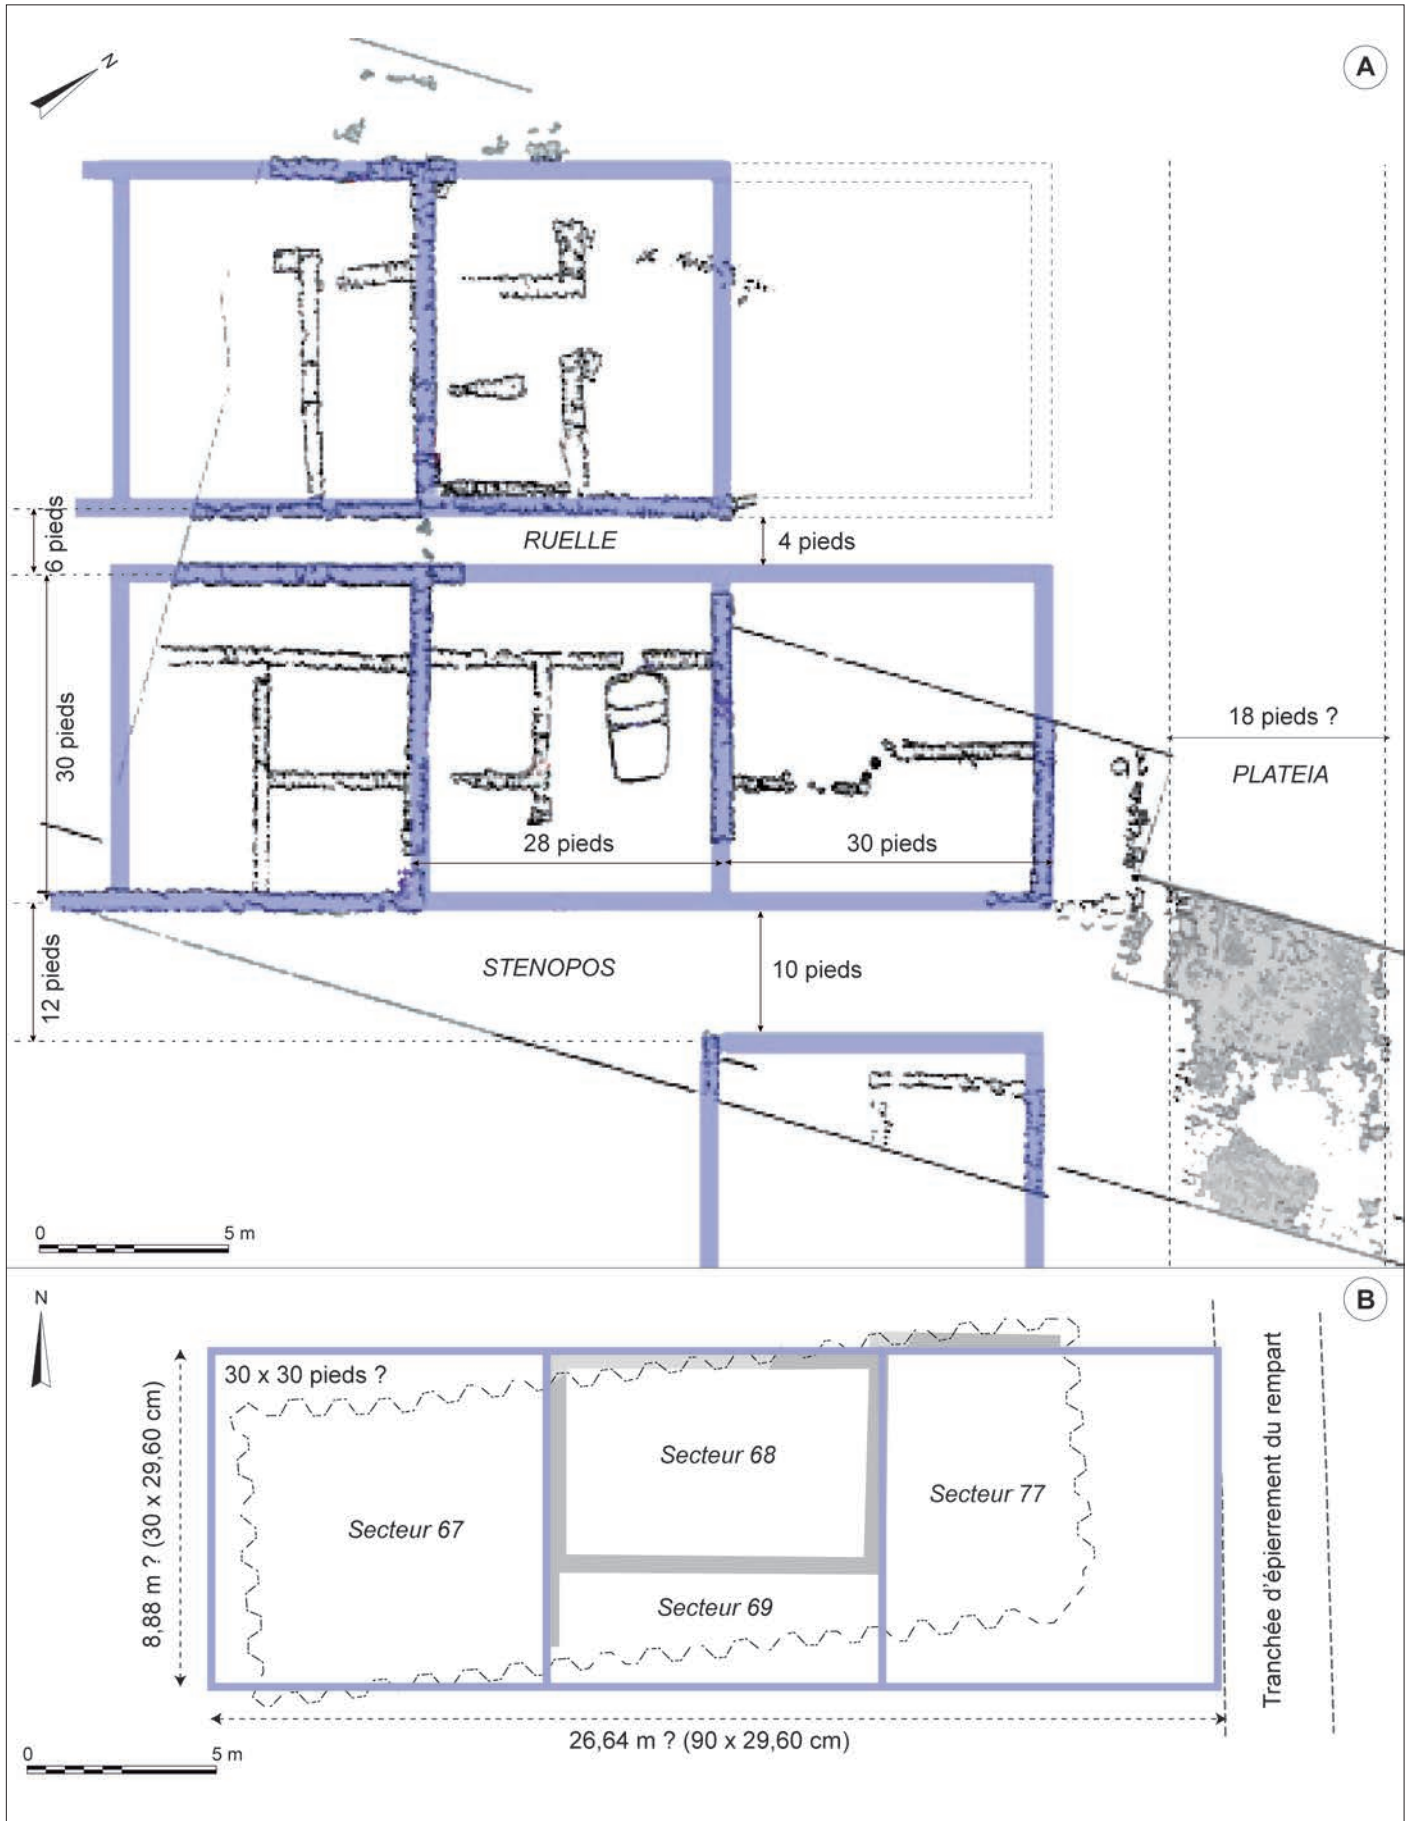 N
A
6 pieds
RUELLE
4 pieds
30 pieds
18 pieds ?
PLATEIA
28 pieds
30 pieds
12 pieds
STENOPOS
10 pieds
0 5 m
N
B
30 x 30 pieds ?
8,88 m ? (30 x 29,60 cm)
Secteur 68
Secteur 77
Secteur 67
Secteur 69
Tranchée d'épierrement du rempart
26,64 m ? (90 x 29,60 cm)
0 5 m